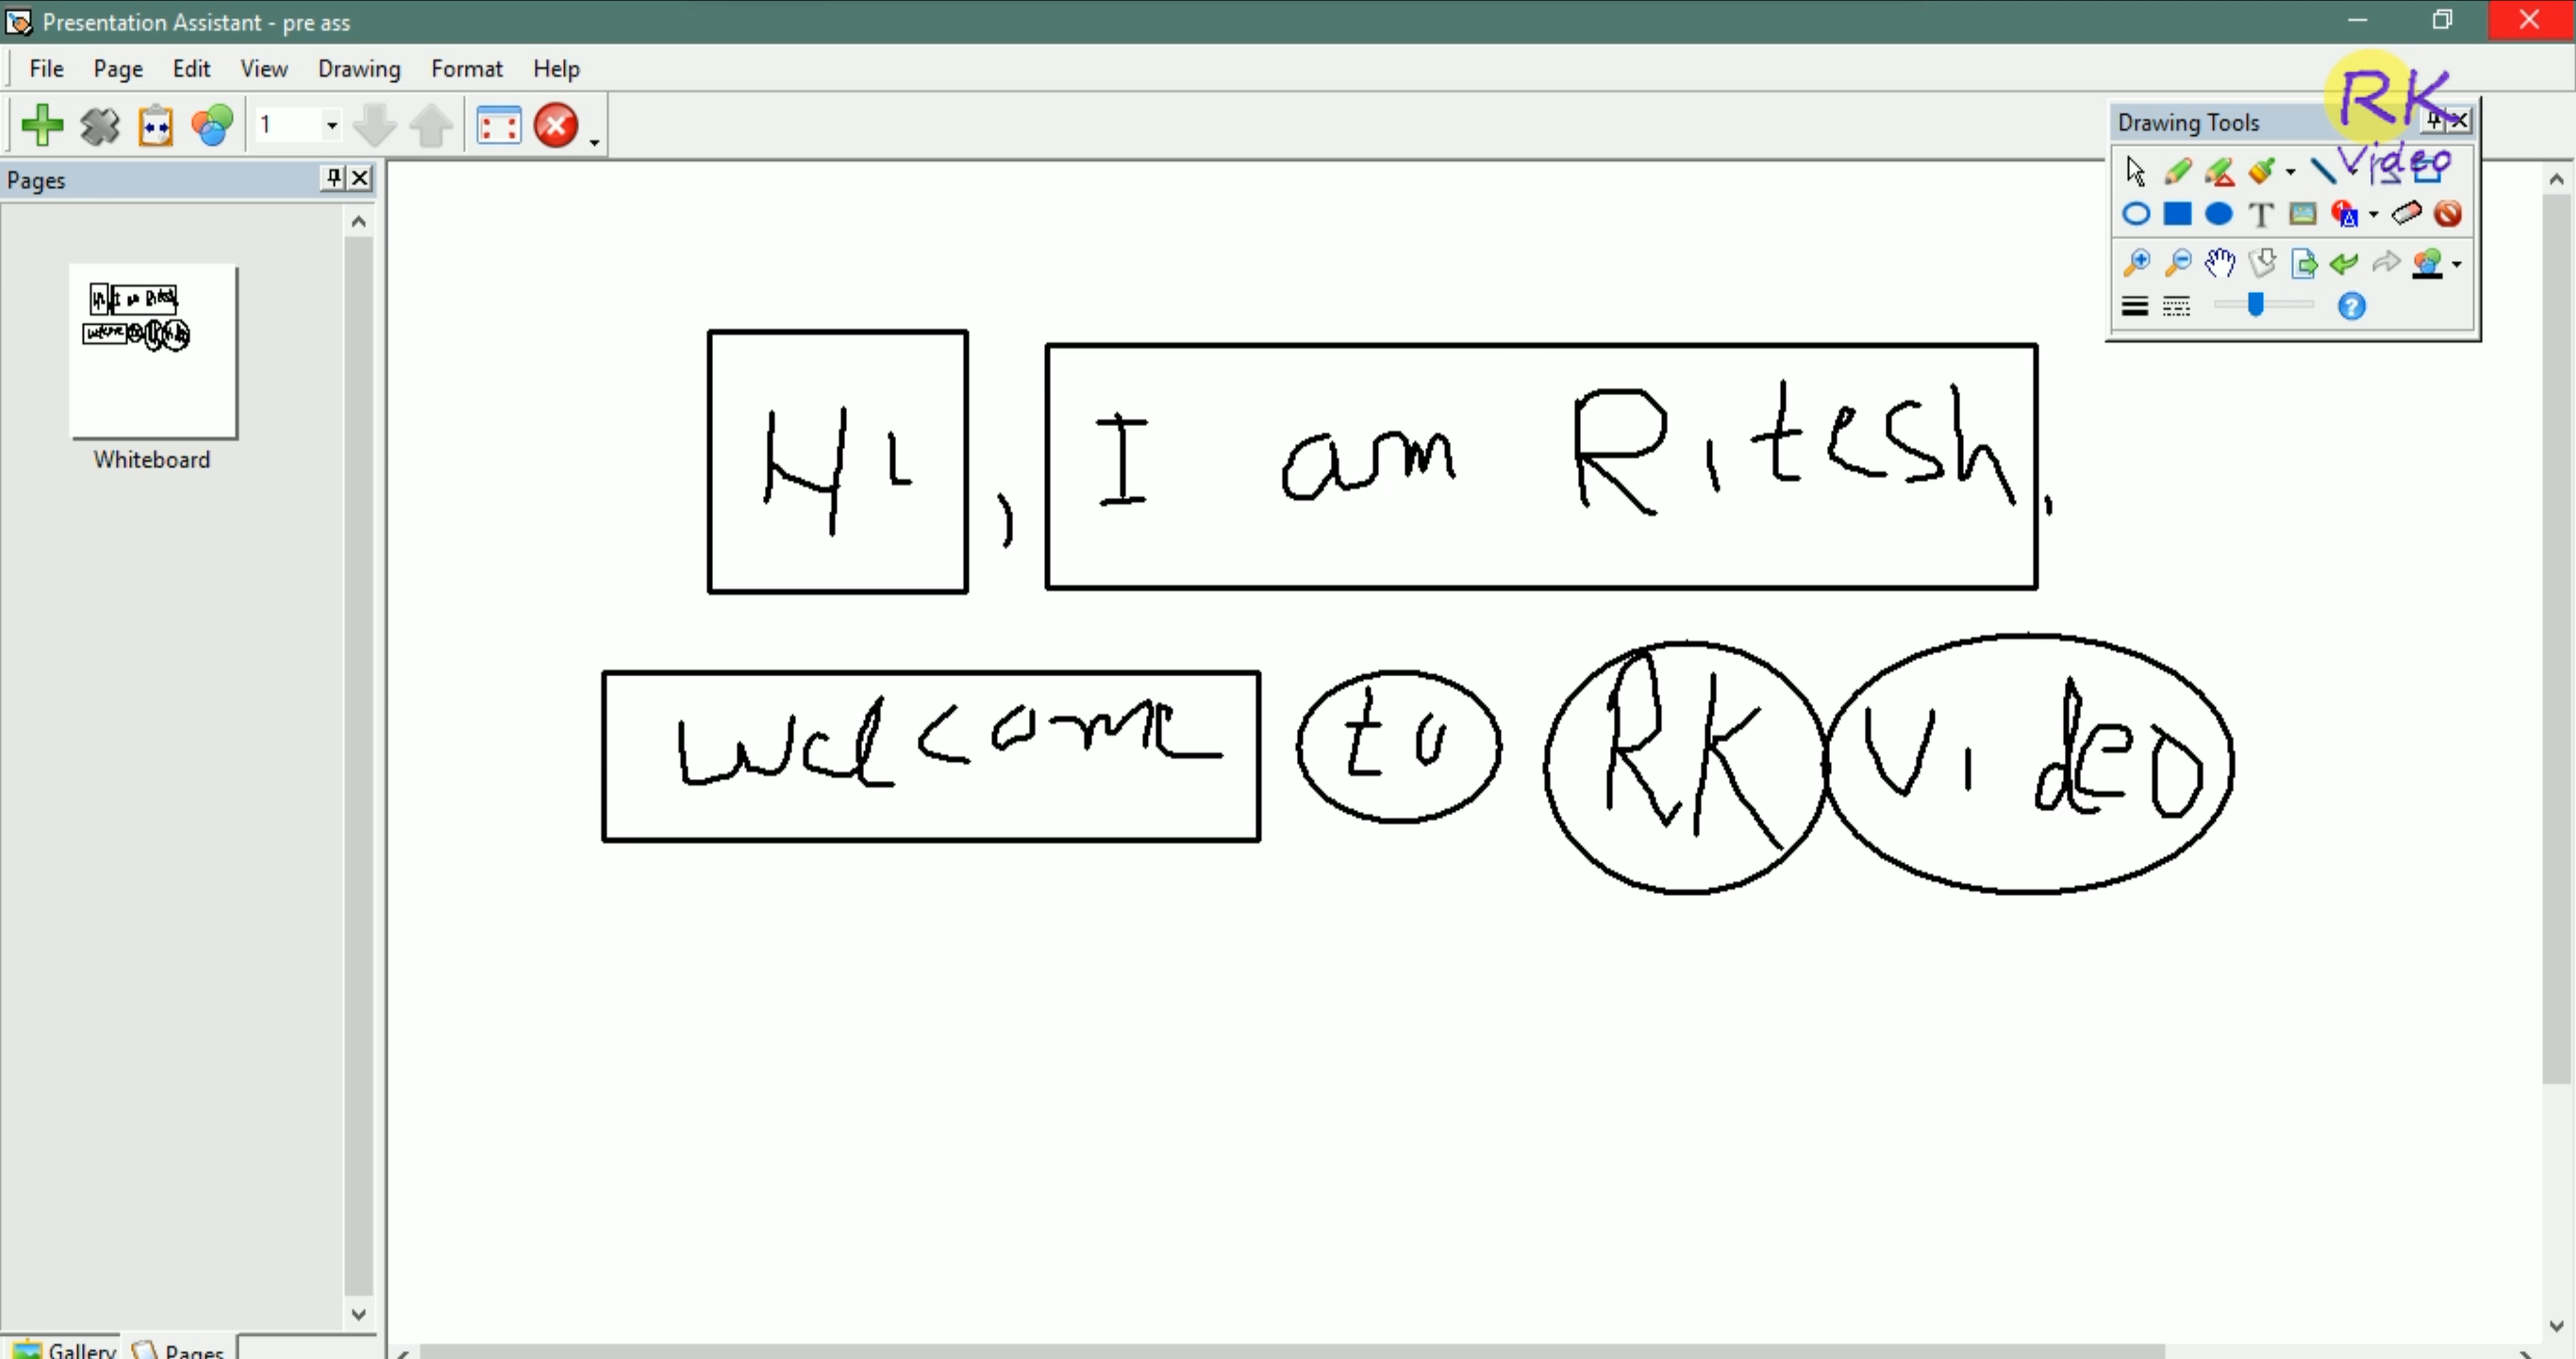 Presentation Assistant - pre ass
File Page Edit View Drawing Format Help
RK
1
Drawing Tools
Video
Pages
Hi, I am Ritesh.
Welcome to RK Video
Whiteboard
Gallery Pages